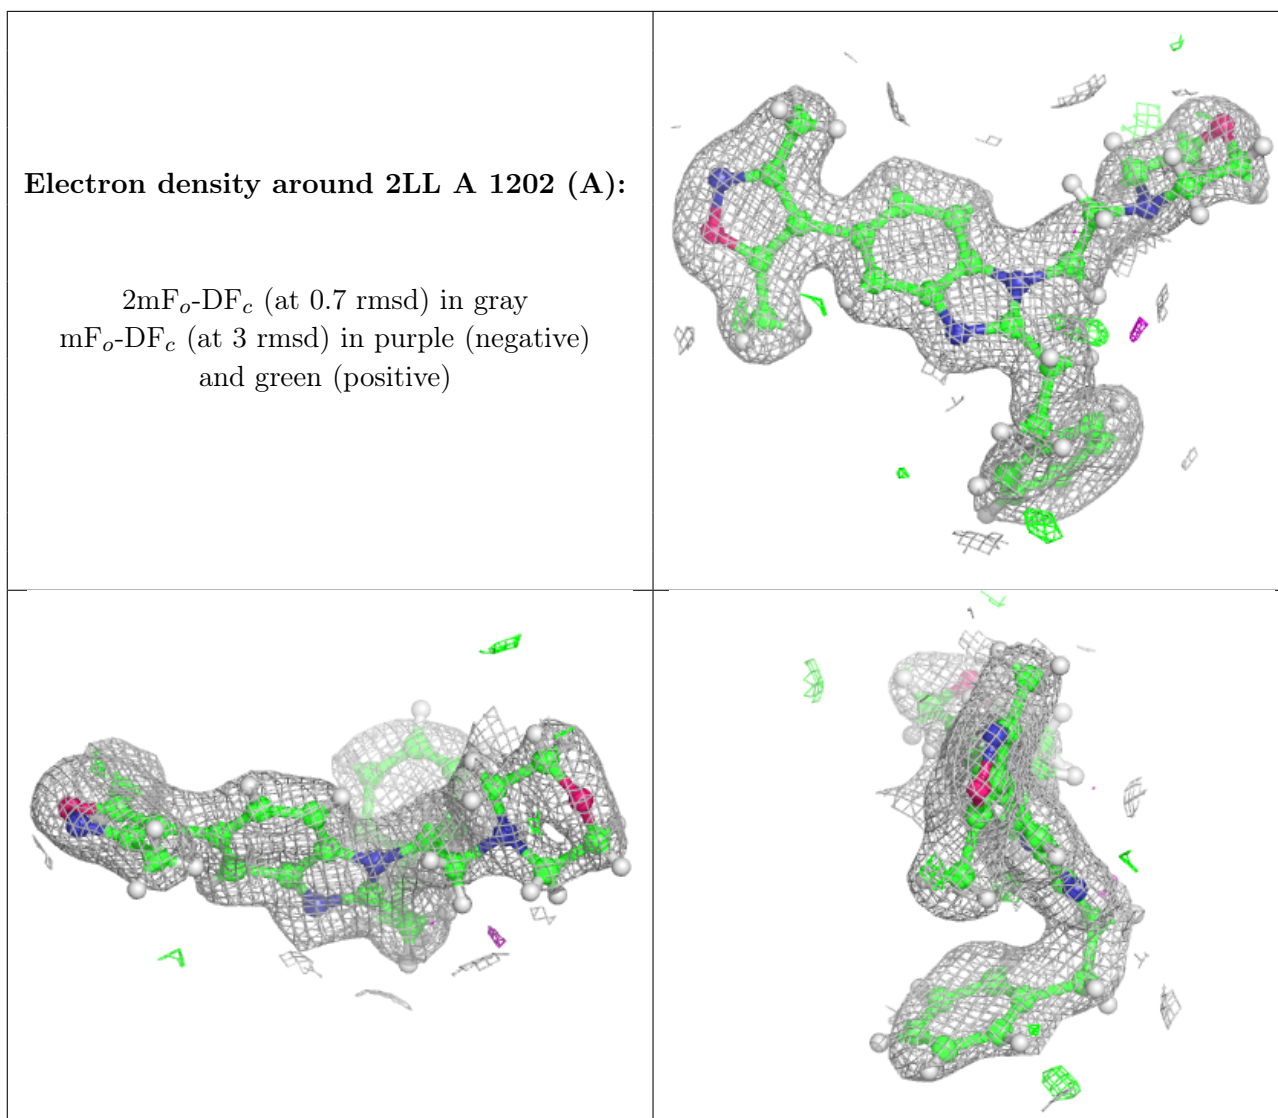 Electron density around 2LL A 1202 (A):
2mFo-DFc (at 0.7 rmsd) in gray
mFo-DFc (at 3 rmsd) in purple (negative)
and green (positive)